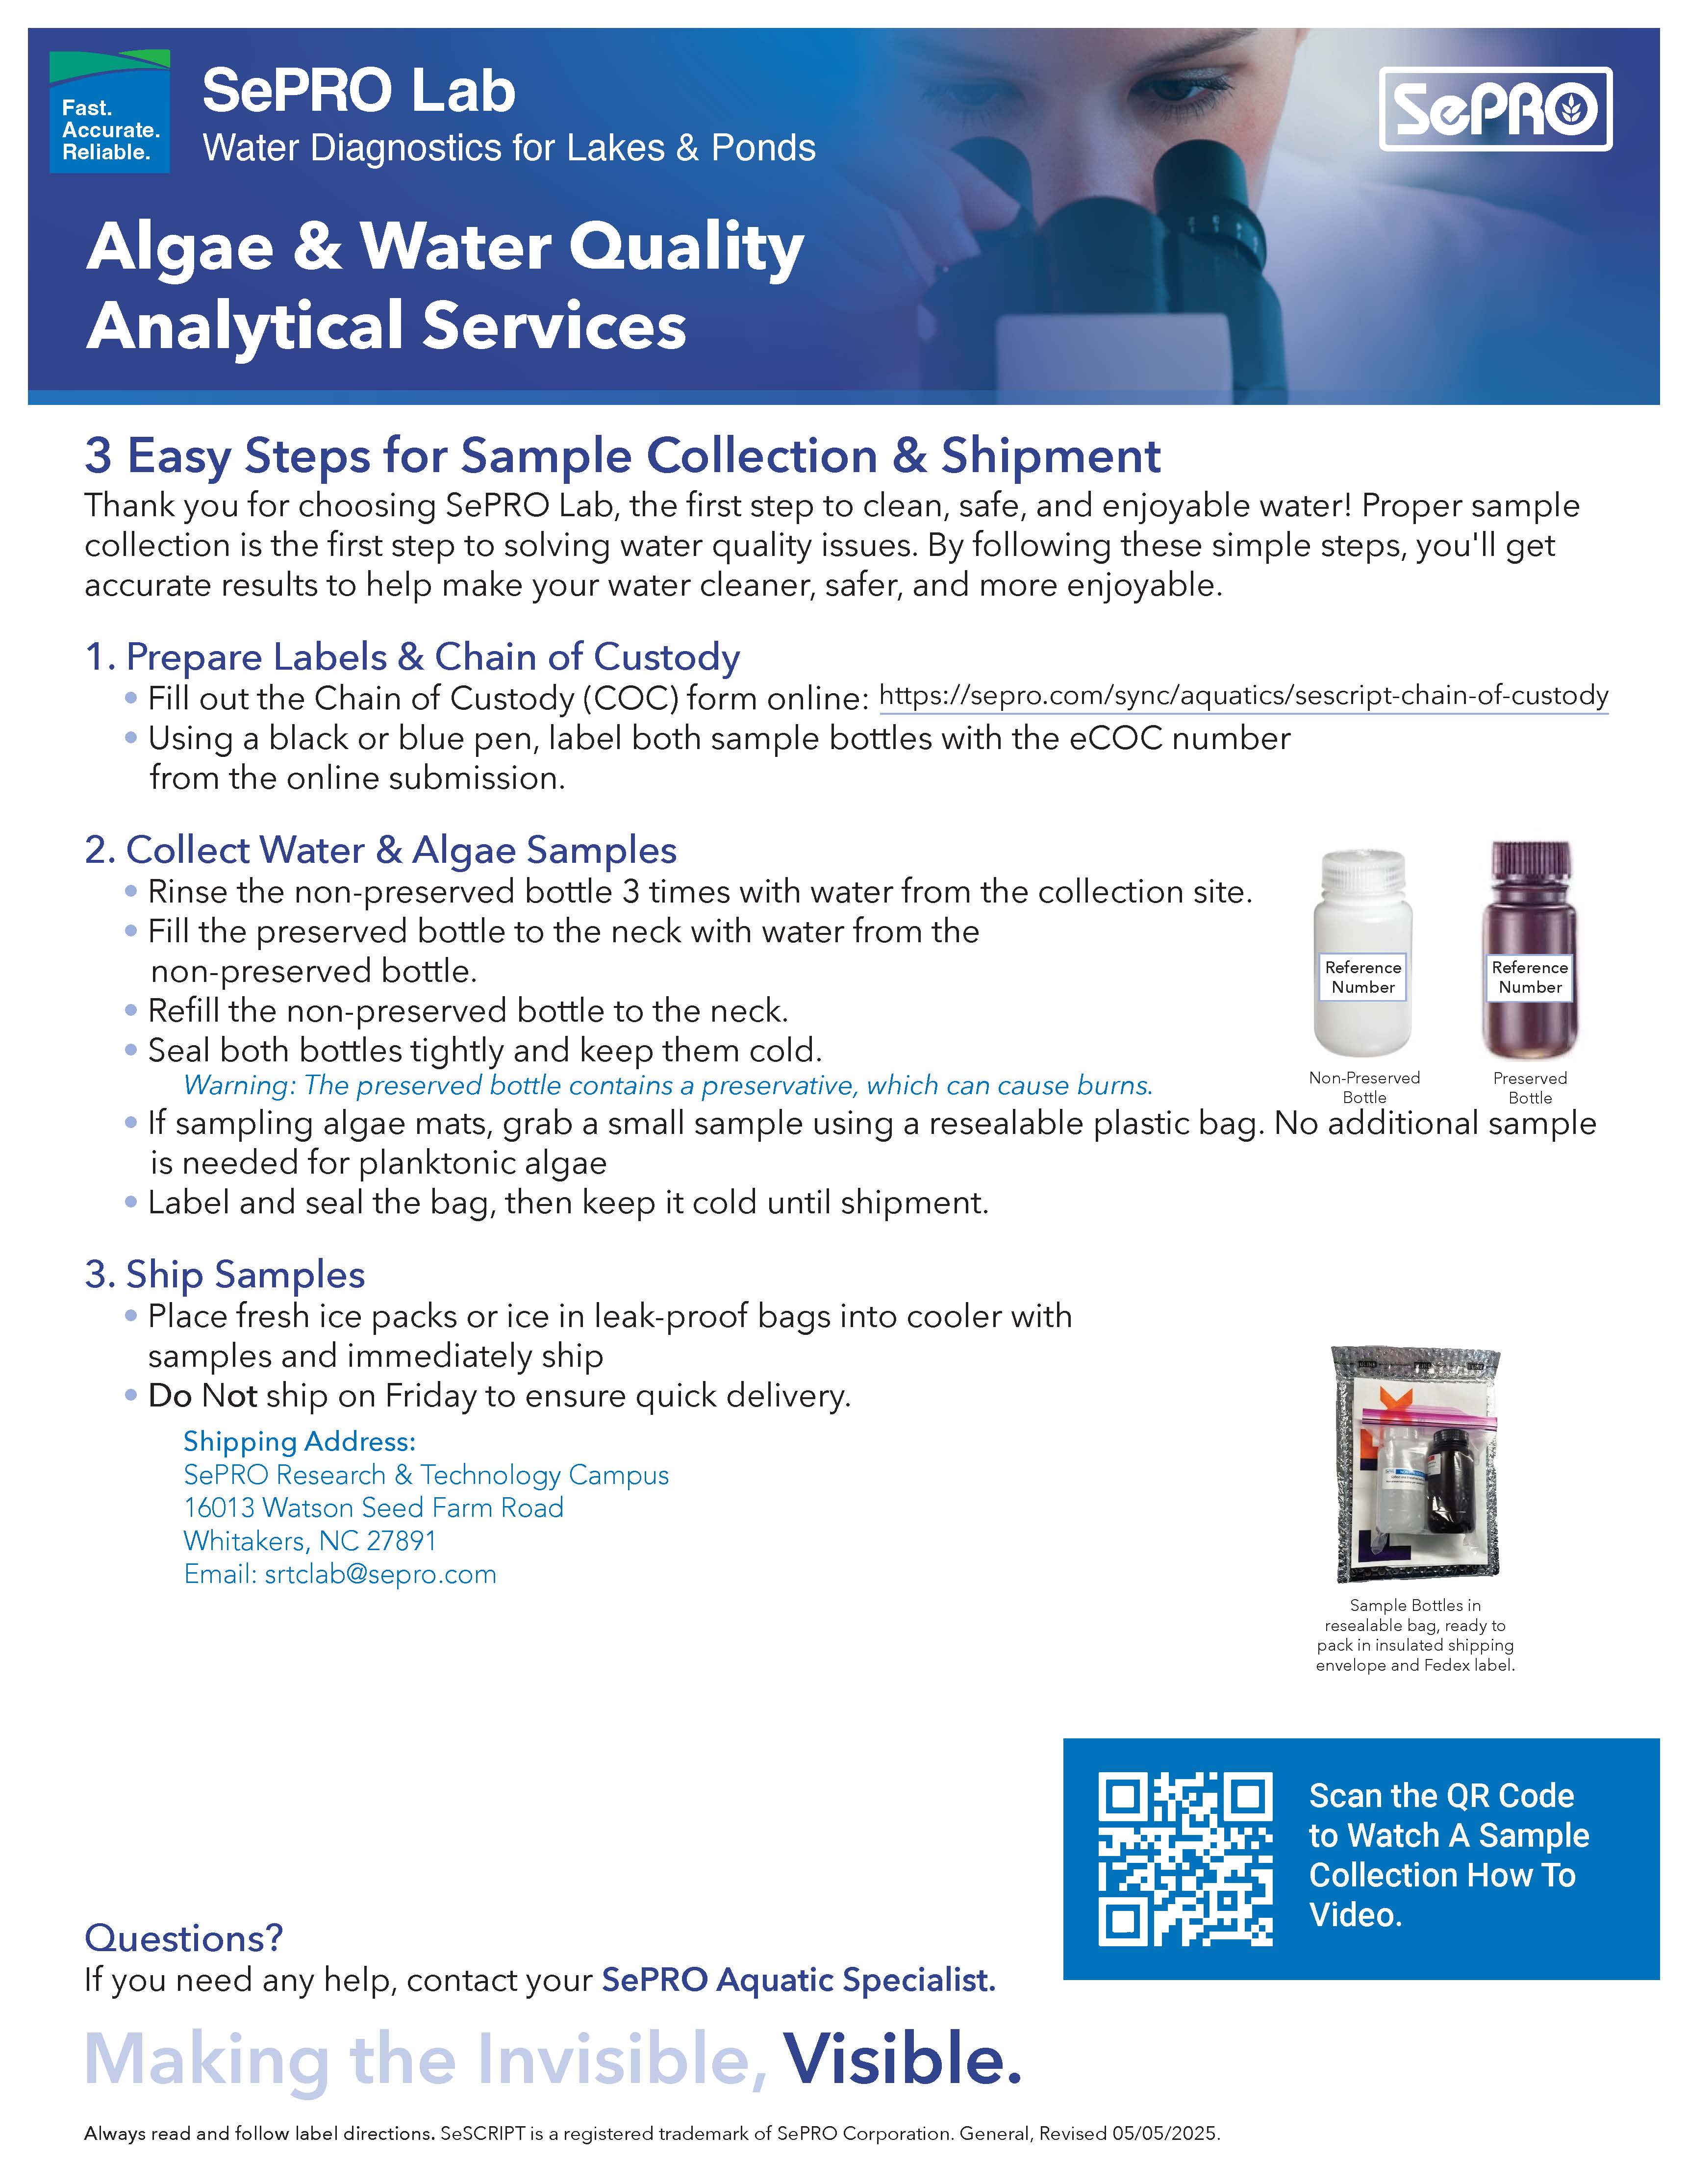 Fast.
Accurate.
Reliable.
SePRO Lab
Water Diagnostics for Lakes & Ponds
SePRO
Algae & Water Quality
Analytical Services
3 Easy Steps for Sample Collection & Shipment
Thank you for choosing SePRO Lab, the first step to clean, safe, and enjoyable water! Proper sample
collection is the first step to solving water quality issues. By following these simple steps, you'll get
accurate results to help make your water cleaner, safer, and more enjoyable.
1. Prepare Labels & Chain of Custody
• Fill out the Chain of Custody (COC) form online: https://sepro.com/sync/aquatics/sescript-chain-of-custody
• Using a black or blue pen, label both sample bottles with the eCOC number
from the online submission.
2. Collect Water & Algae Samples
• Rinse the non-preserved bottle 3 times with water from the collection site.
• Fill the preserved bottle to the neck with water from the
non-preserved bottle.
• Refill the non-preserved bottle to the neck.
• Seal both bottles tightly and keep them cold.
Warning: The preserved bottle contains a preservative, which can cause burns.
• If sampling algae mats, grab a small sample using a resealable plastic bag. No additional sample
is needed for planktonic algae
• Label and seal the bag, then keep it cold until shipment.
Reference
Number
Reference
Number
Non-Preserved
Bottle
Preserved
Bottle
3. Ship Samples
• Place fresh ice packs or ice in leak-proof bags into cooler with
samples and immediately ship
• Do Not ship on Friday to ensure quick delivery.
Shipping Address:
SePRO Research & Technology Campus
16013 Watson Seed Farm Road
Whitakers, NC 27891
Email: srtclab@sepro.com
Sample Bottles in
resealable bag, ready to
pack in insulated shipping
envelope and Fedex label.
Scan the QR Code
to Watch A Sample
Collection How To
Video.
Questions?
If you need any help, contact your SePRO Aquatic Specialist.
Making the Invisible, Visible.
Always read and follow label directions. SeSCRIPT is a registered trademark of SePRO Corporation. General, Revised 05/05/2025.